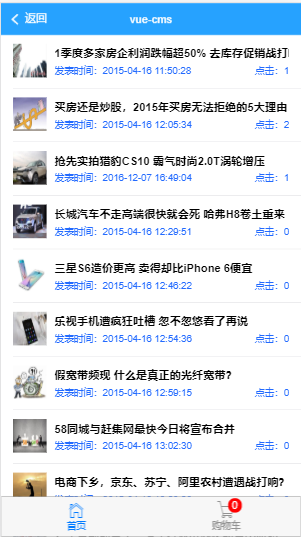 返回
vue-cms
1季度多家房企利润跌幅超50% 去库存促销战打响
发表时间：2015-04-16 11:50:28 点击：1
买房还是炒股，2015年买房无法拒绝的5大理由
发表时间：2015-04-16 12:05:34 点击：2
抢先实拍猎豹CS10 霸气时尚2.0T涡轮增压
发表时间：2016-12-07 16:49:04 点击：1
长城汽车不走高端很快就会死 哈弗H8卷土重来
发表时间：2015-04-16 12:29:51 点击：0
三星S6造价更高 卖得却比iPhone 6便宜
发表时间：2015-04-16 12:46:22 点击：0
乐视手机遭疯狂吐槽 忽不忽悠看了再说
发表时间：2015-04-16 12:54:36 点击：0
假宽带频现 什么是真正的光纤宽带?
发表时间：2015-04-16 12:59:15 点击：0
58同城与赶集网最快今日将宣布合并
发表时间：2015-04-16 13:02:30 点击：0
电商下乡，京东、苏宁、阿里农村遭遇战打响?
0
首页
购物车